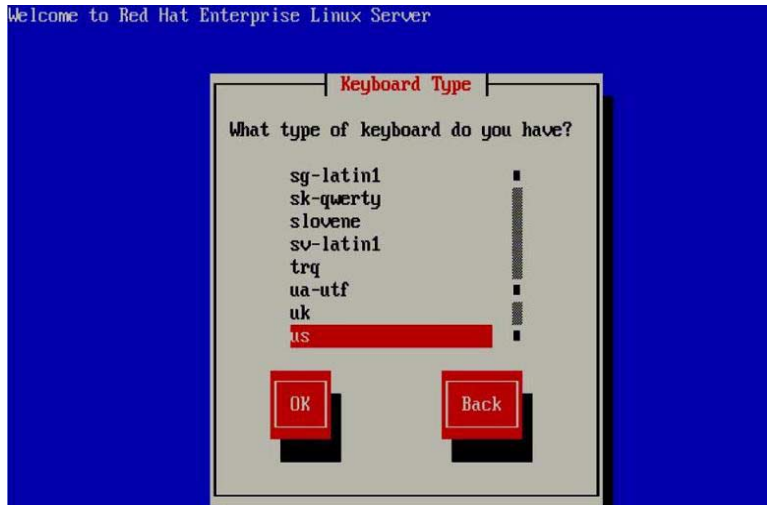 Welcome to Red Hat Enterprise Linux Server
Keyboard Type
What type of keyboard do you have?
sg-latin1
sk-qwerty
slovene
sv-latin1
trq
ua-utf
uk
us
OK
Back